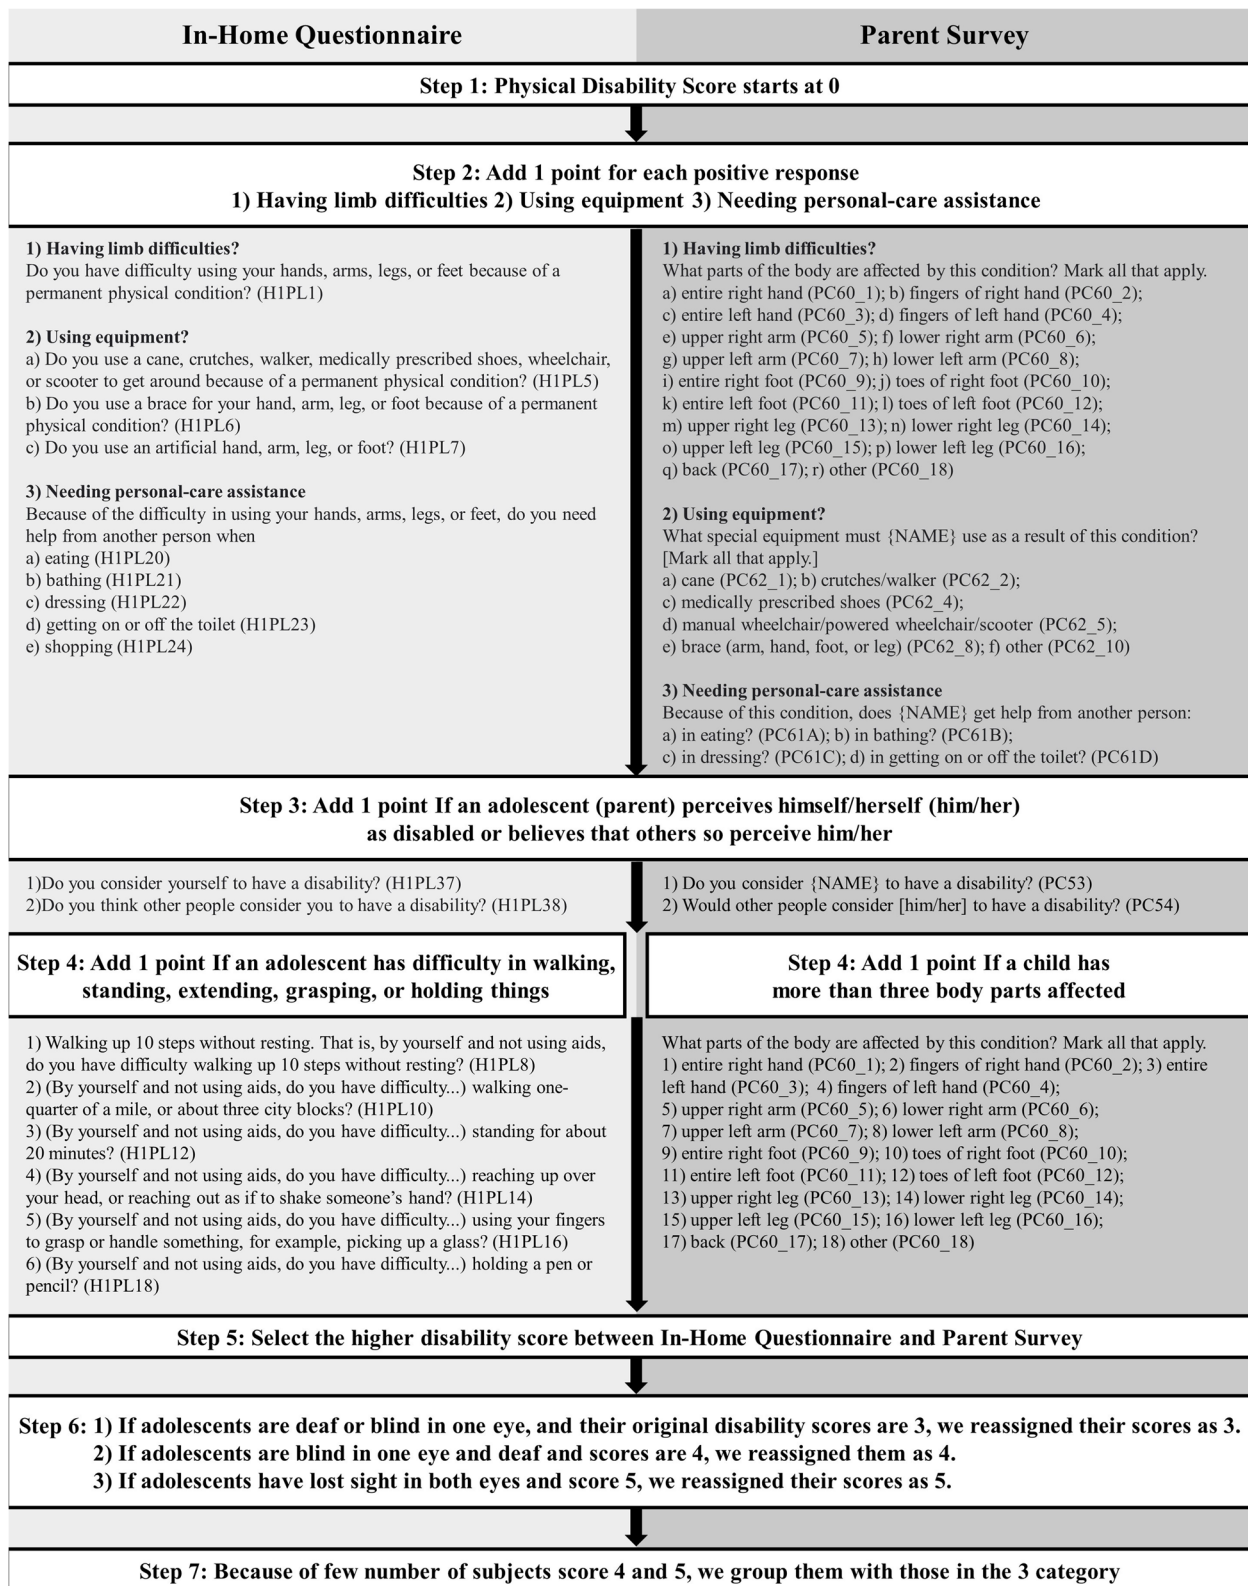 In-Home Questionnaire
Parent Survey
Step 1: Physical Disability Score starts at 0
Step 2: Add 1 point for each positive response
1) Having limb difficulties 2) Using equipment 3) Needing personal-care assistance
1) Having limb difficulties?
Do you have difficulty using your hands, arms, legs, or feet because of a
permanent physical condition? (H1PL1)
2) Using equipment?
a) Do you use a cane, crutches, walker, medically prescribed shoes, wheelchair,
or scooter to get around because of a permanent physical condition? (H1PL5)
b) Do you use a brace for your hand, arm, leg, or foot because of a permanent
physical condition? (H1PL6)
c) Do you use an artificial hand, arm, leg, or foot? (H1PL7)
3) Needing personal-care assistance
Because of the difficulty in using your hands, arms, legs, or feet, do you need
help from another person when
a) eating (H1PL20)
b) bathing (H1PL21)
c) dressing (H1PL22)
d) getting on or off the toilet (H1PL23)
e) shopping (H1PL24)
1) Having limb difficulties?
What parts of the body are affected by this condition? Mark all that apply.
a) entire right hand (PC60_1); b) fingers of right hand (PC60_2);
c) entire left hand (PC60_3); d) fingers of left hand (PC60_4);
e) upper right arm (PC60_5); f) lower right arm (PC60_6);
g) upper left arm (PC60_7); h) lower left arm (PC60_8);
i) entire right foot (PC60_9); j) toes of right foot (PC60_10);
k) entire left foot (PC60_11); l) toes of left foot (PC60_12);
m) upper right leg (PC60_13); n) lower right leg (PC60_14);
o) upper left leg (PC60_15); p) lower left leg (PC60_16);
q) back (PC60_17); r) other (PC60_18)
2) Using equipment?
What special equipment must {NAME} use as a result of this condition?
[Mark all that apply.]
a) cane (PC62_1); b) crutches/walker (PC62_2);
c) medically prescribed shoes (PC62_4);
d) manual wheelchair/powered wheelchair/scooter (PC62_5);
e) brace (arm, hand, foot, or leg) (PC62_8); f) other (PC62_10)
3) Needing personal-care assistance
Because of this condition, does {NAME} get help from another person:
a) in eating? (PC61A); b) in bathing? (PC61B);
c) in dressing? (PC61C); d) in getting on or off the toilet? (PC61D)
Step 3: Add 1 point If an adolescent (parent) perceives himself/herself (him/her)
as disabled or believes that others so perceive him/her
1)Do you consider yourself to have a disability? (H1PL37)
2)Do you think other people consider you to have a disability? (H1PL38)
1) Do you consider {NAME} to have a disability? (PC53)
2) Would other people consider [him/her] to have a disability? (PC54)
Step 4: Add 1 point If an adolescent has difficulty in walking,
standing, extending, grasping, or holding things
1) Walking up 10 steps without resting. That is, by yourself and not using aids,
do you have difficulty walking up 10 steps without resting? (H1PL8)
2) (By yourself and not using aids, do you have difficulty...) walking one-
quarter of a mile, or about three city blocks? (H1PL10)
3) (By yourself and not using aids, do you have difficulty...) standing for about
20 minutes? (H1PL12)
4) (By yourself and not using aids, do you have difficulty...) reaching up over
your head, or reaching out as if to shake someone's hand? (H1PL14)
5) (By yourself and not using aids, do you have difficulty...) using your fingers
to grasp or handle something, for example, picking up a glass? (H1PL16)
6) (By yourself and not using aids, do you have difficulty...) holding a pen or
pencil? (H1PL18)
Step 4: Add 1 point If a child has
more than three body parts affected
What parts of the body are affected by this condition? Mark all that apply.
1) entire right hand (PC60_1); 2) fingers of right hand (PC60_2); 3) entire
left hand (PC60_3); 4) fingers of left hand (PC60_4);
5) upper right arm (PC60_5); 6) lower right arm (PC60_6);
7) upper left arm (PC60_7); 8) lower left arm (PC60_8);
9) entire right foot (PC60_9); 10) toes of right foot (PC60_10);
11) entire left foot (PC60_11); 12) toes of left foot (PC60_12);
13) upper right leg (PC60_13); 14) lower right leg (PC60_14);
15) upper left leg (PC60_15); 16) lower left leg (PC60_16);
17) back (PC60_17); 18) other (PC60_18)
Step 5: Select the higher disability score between In-Home Questionnaire and Parent Survey
Step 6: 1) If adolescents are deaf or blind in one eye, and their original disability scores are 3, we reassigned their scores as 3.
2) If adolescents are blind in one eye and deaf and scores are 4, we reassigned them as 4.
3) If adolescents have lost sight in both eyes and score 5, we reassigned their scores as 5.
Step 7: Because of few number of subjects score 4 and 5, we group them with those in the 3 category